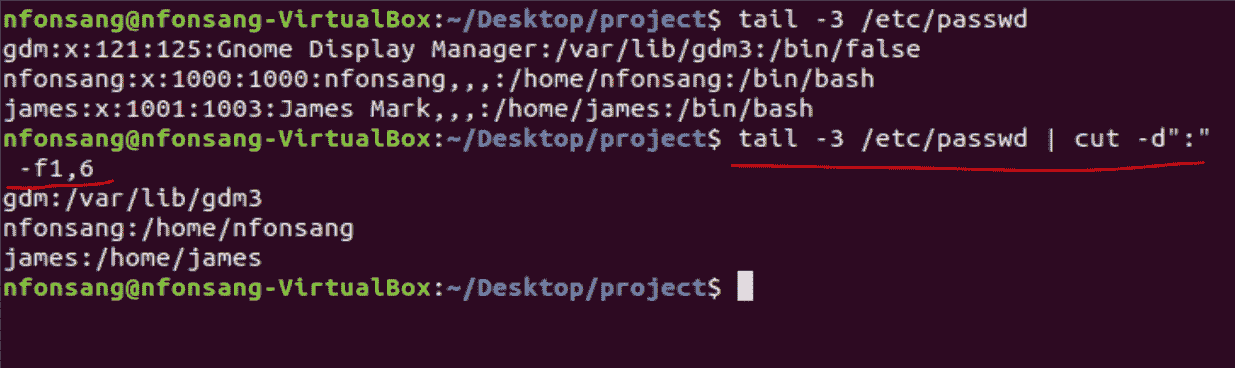 nfonsang@nfonsang-VirtualBox:~/Desktop/project$ tail -3 /etc/passwd
gdm:x:121:125:Gnome Display Manager:/var/lib/gdm3:/bin/false
nfonsang:x:1000:1000:nfonsang,,,:/home/nfonsang:/bin/bash
james:x:1001:1003:James Mark,,,:/home/james:/bin/bash
nfonsang@nfonsang-VirtualBox:~/Desktop/project$ tail -3 /etc/passwd | cut -d":"
 -f1,6
gdm:/var/lib/gdm3
nfonsang:/home/nfonsang
james:/home/james
nfonsang@nfonsang-VirtualBox:~/Desktop/project$